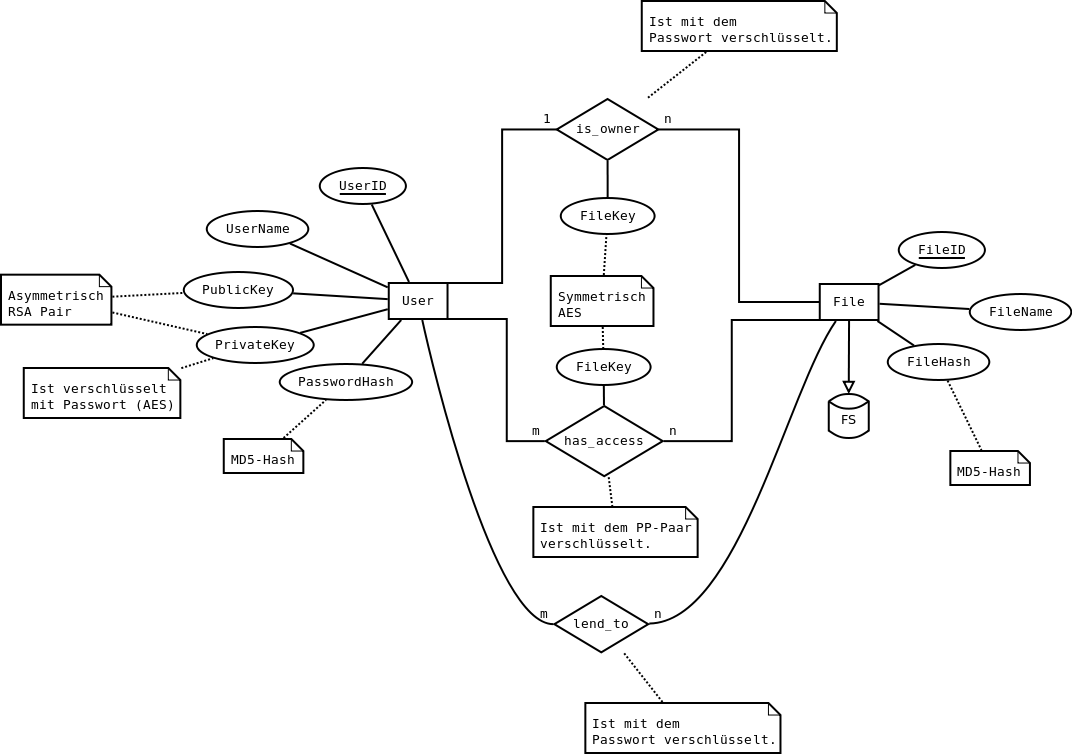 Ist mit dem
Passwort verschlüsselt.
1
is_owner
n
UserID
UserName
FileKey
FileID
PublicKey
Asymmetrisch
RSA Pair
User
Symmetrisch
AES
File
FileName
PrivateKey
FileHash
FileKey
PasswordHash
Ist verschlüsselt
mit Passwort (AES)
FS
m
has_access
n
MD5-Hash
MD5-Hash
Ist mit dem PP-Paar
verschlüsselt.
m
lend_to
n
Ist mit dem
Passwort verschlüsselt.